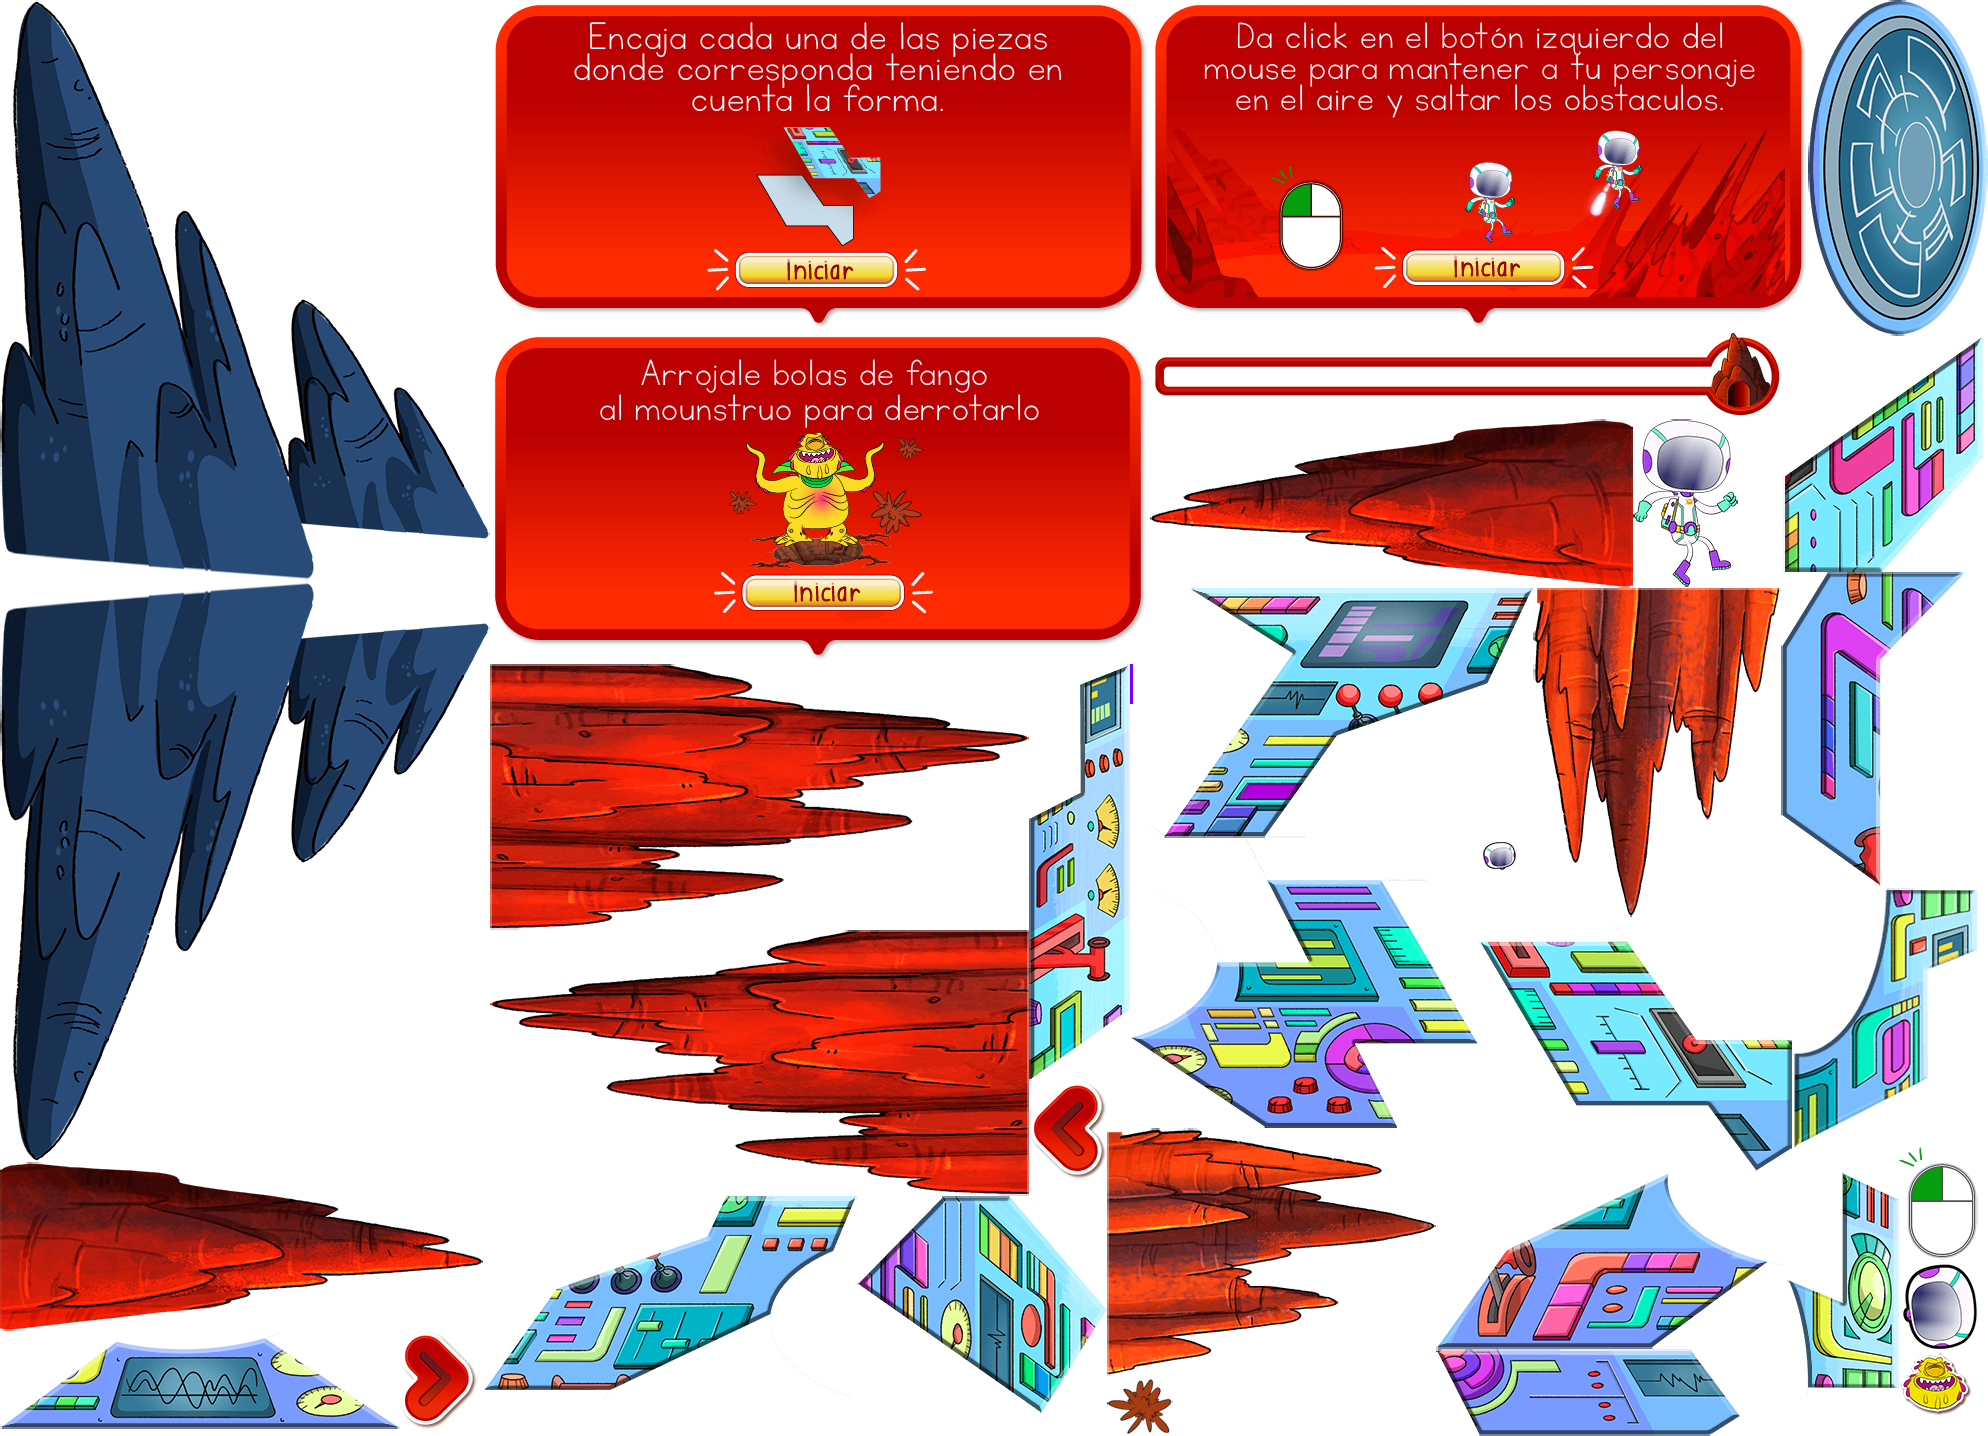 Encaja cada una de las piezas
donde corresponda teniendo en
cuenta la forma.
Iniciar
Da click en el botón izquierdo del
mouse para mantener a tu personaje
en el aire y saltar los obstaculos.
Iniciar
Arrojale bolas de fango
al mounstruo para derrotarlo
Iniciar